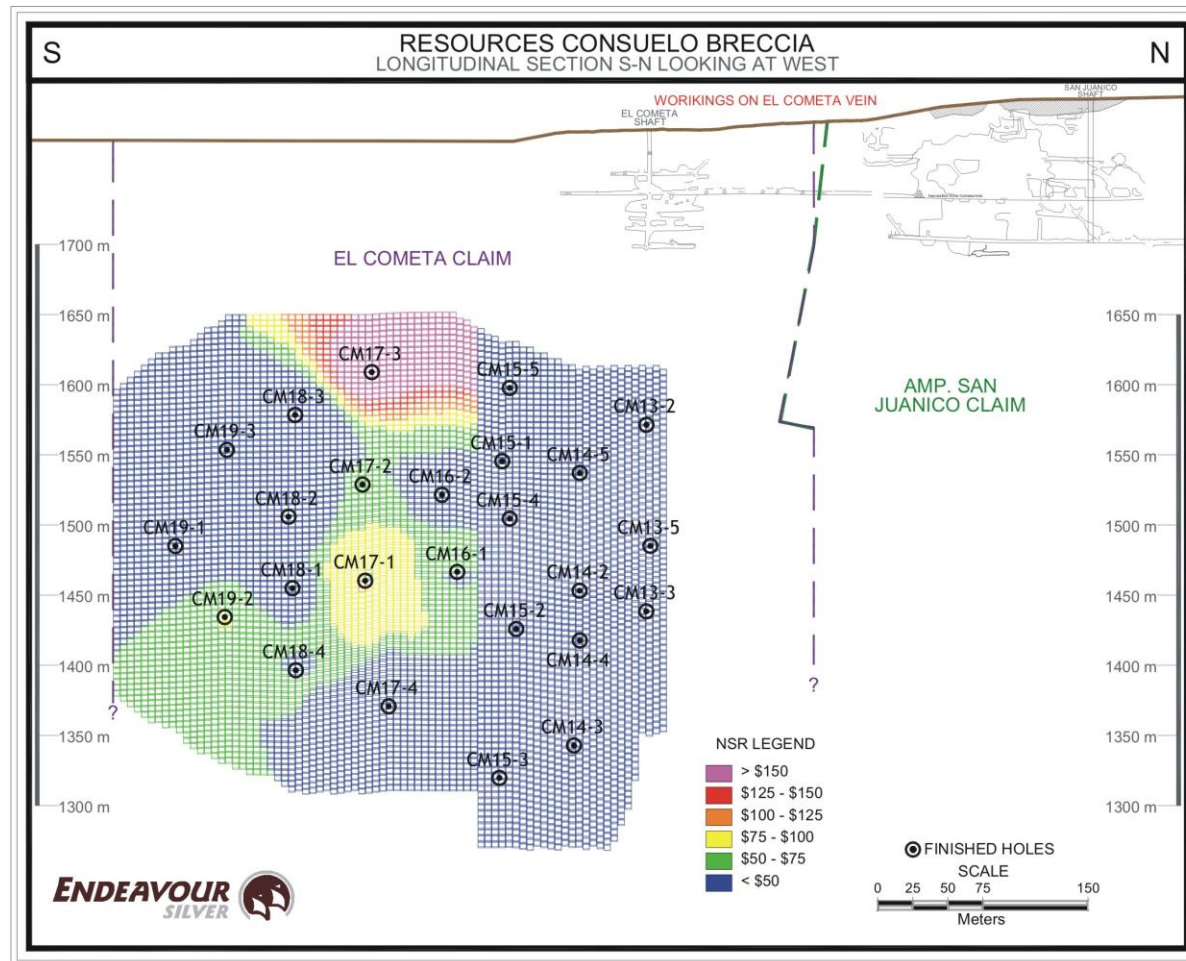 S
RESOURCES CONSUELO BRECCIA
N
LONGITUDINAL SECTION S-N LOOKING AT WEST
WORIKINGS ON EL COMETA VEIN
SAN JUANICO
SHAFT
EL COMETA
SHAFT
1700 m
EL COMETA CLAIM
1650 m
1650 m
CM17-3
1600 m
CM15-5
1600 m
AMP. SAN
JUANICO CLAIM
CM18-3
CM13-2
CM19-3
1550 m
CM15-1
CM14-5
1550 m
CM17-2
CM16-2
CM18-2
CM15-4
1500 m
CM19-1
CM13-5
1500 m
CM18-1
CM17-1
CM16-1
CM14-2
1450 m
CM19-2
CM15-2
CM13-3
1450 m
1400 m
CM18-4
CM14-4
1400 m
CM17-4
?
?
1350 m
CM14-3
1350 m
CM15-3
1300 m
1300 m
NSR LEGEND
> $150
$125 - $150
$100 - $125
$75 - $100
$50 - $75
< $50
FINISHED HOLES
SCALE
0 25 50 75 150
Meters
ENDEAVOUR
SILVER